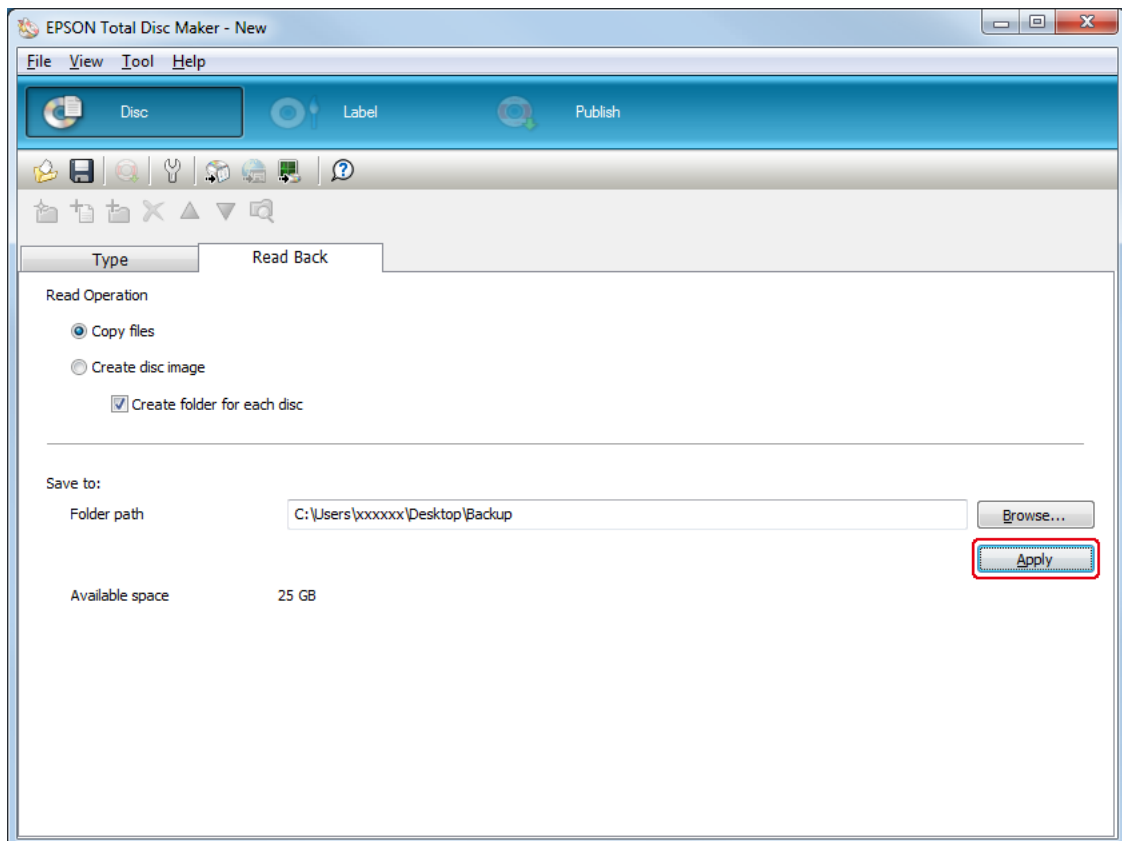 EPSON Total Disc Maker - New
File View Tool Help
Disc Label Publish
Type Read Back
Read Operation
Copy files
Create disc image
Create folder for each disc
Save to:
Folder path C:\Users\xxxxxx\Desktop\Backup Browse...
Apply
Available space 25 GB